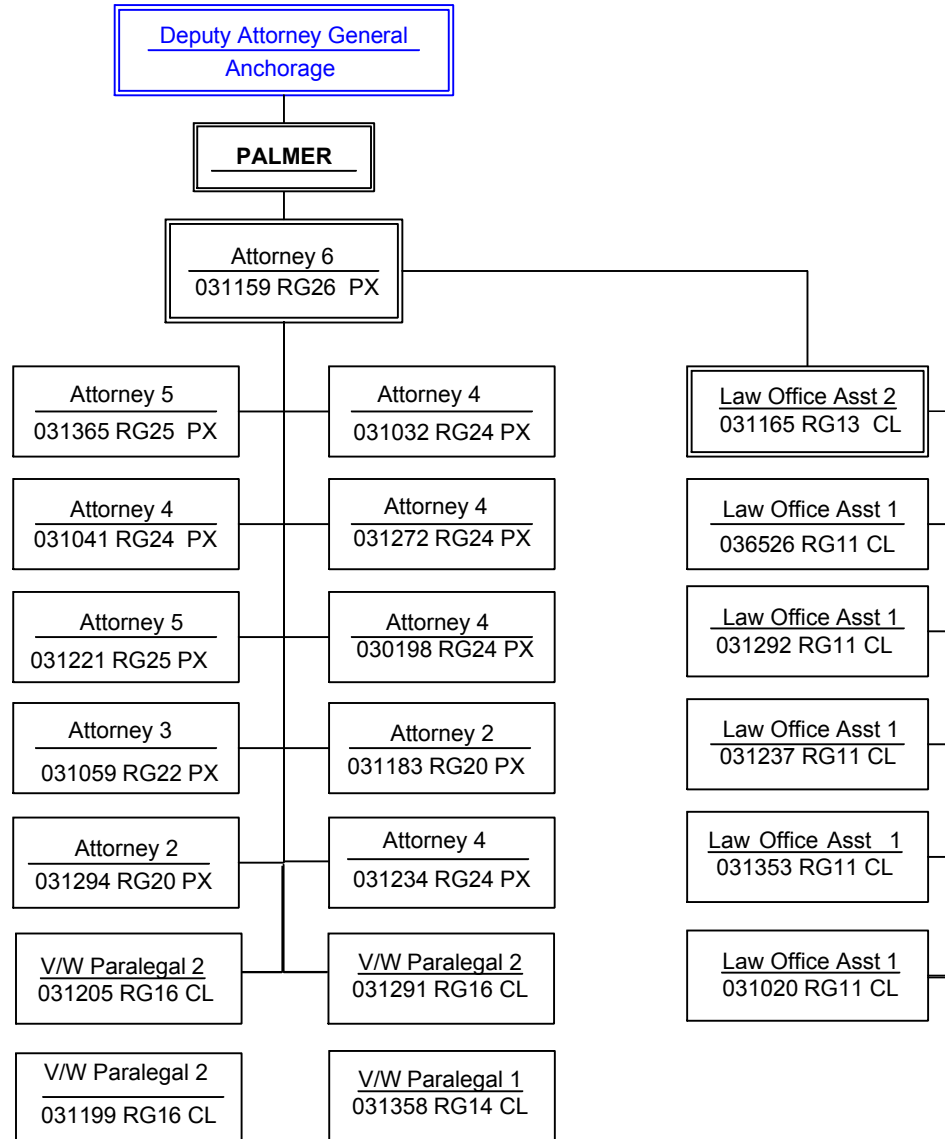 Deputy Attorney General
Anchorage
PALMER
Attorney 6
031159 RG26 PX
Attorney 5
031365 RG25 PX
Attorney 4
031032 RG24 PX
Law Office Asst 2
031165 RG13 CL
Attorney 4
031041 RG24 PX
Attorney 4
031272 RG24 PX
Law Office Asst 1
036526 RG11 CL
Attorney 5
031221 RG25 PX
Attorney 4
030198 RG24 PX
Law Office Asst 1
031292 RG11 CL
Attorney 3
031059 RG22 PX
Attorney 2
031183 RG20 PX
Law Office Asst 1
031237 RG11 CL
Attorney 2
031294 RG20 PX
Attorney 4
031234 RG24 PX
Law Office Asst 1
031353 RG11 CL
V/W Paralegal 2
031205 RG16 CL
V/W Paralegal 2
031291 RG16 CL
Law Office Asst 1
031020 RG11 CL
V/W Paralegal 2
031199 RG16 CL
V/W Paralegal 1
031358 RG14 CL